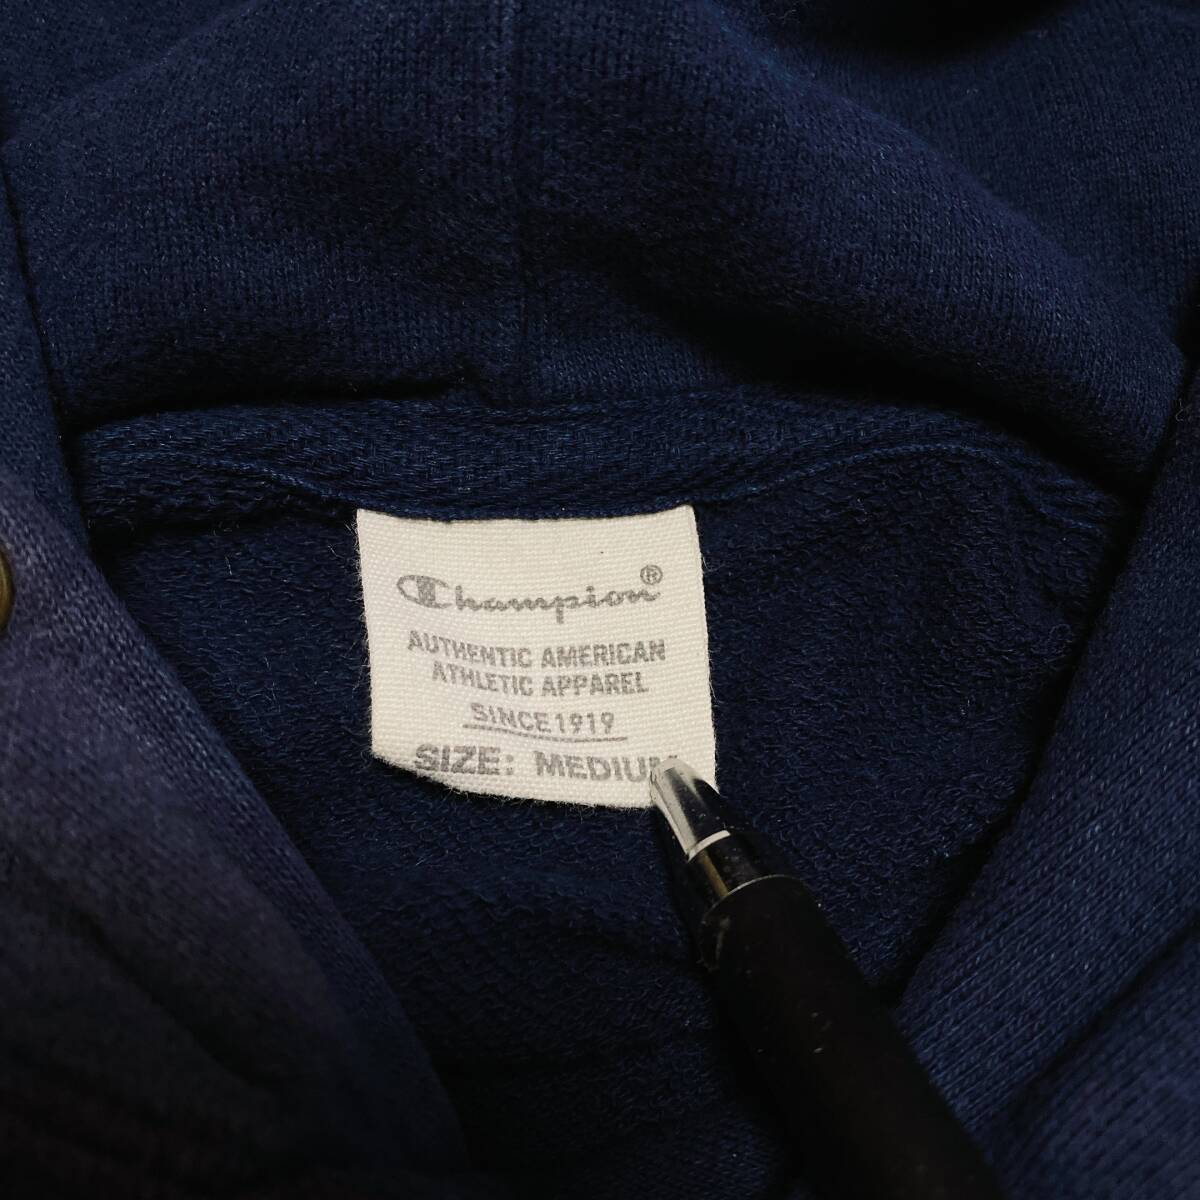 Champion®
AUTHENTIC AMERICAN
ATHLETIC APPAREL
SINCE 1919
SIZE: MEDIUM